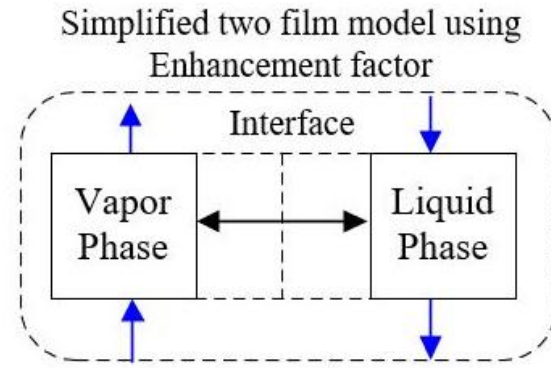 Simplified two film model using
Enhancement factor
Interface
Vapor
Phase
Liquid
Phase